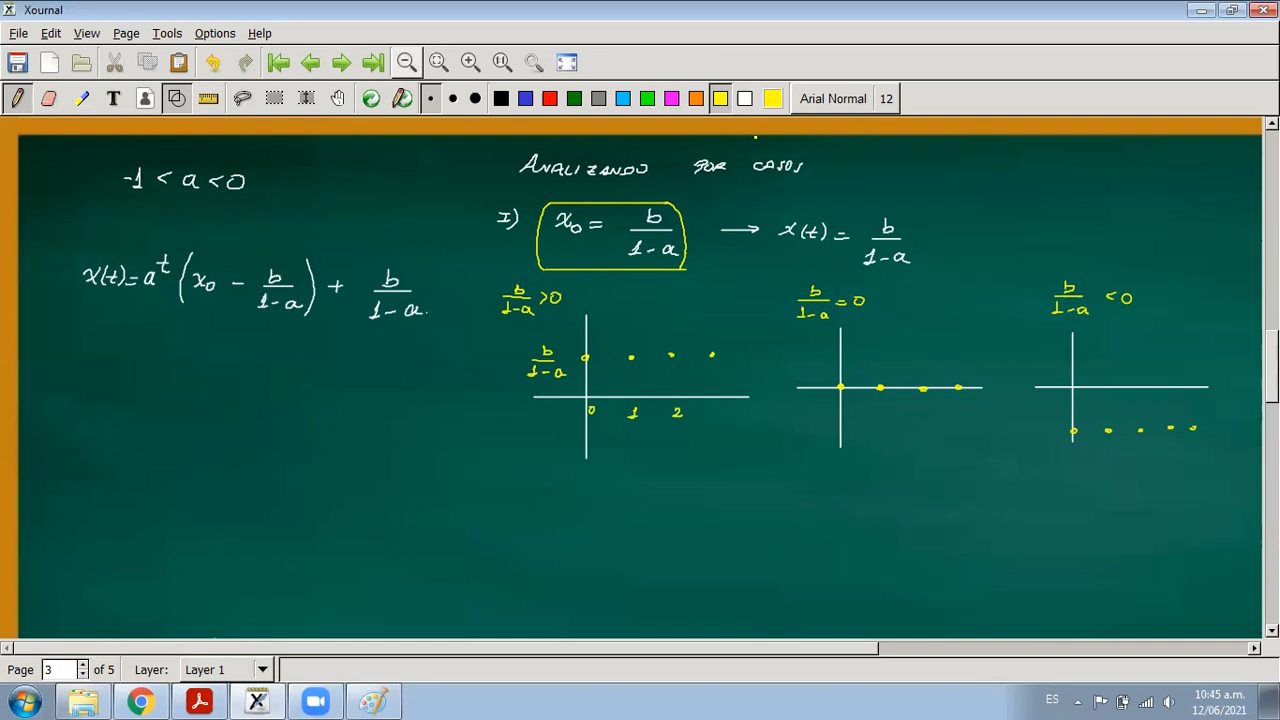 Xournal
File Edit View Page Tools Options Help
Arial Normal 12
-1 < a < 0
x(t) = a^t (x₀ - b/(1-a)) + b/(1-a).
ANALIZANDO POR CASOS
I) x₀ = b/(1-a) → x(t) = b/(1-a)
b/(1-a) > 0
b/(1-a) = 0
b/(1-a) < 0
b/(1-a)
0 1 2
Page 3 of 5 Layer: Layer 1
ES 10:45 a.m.
12/06/2021